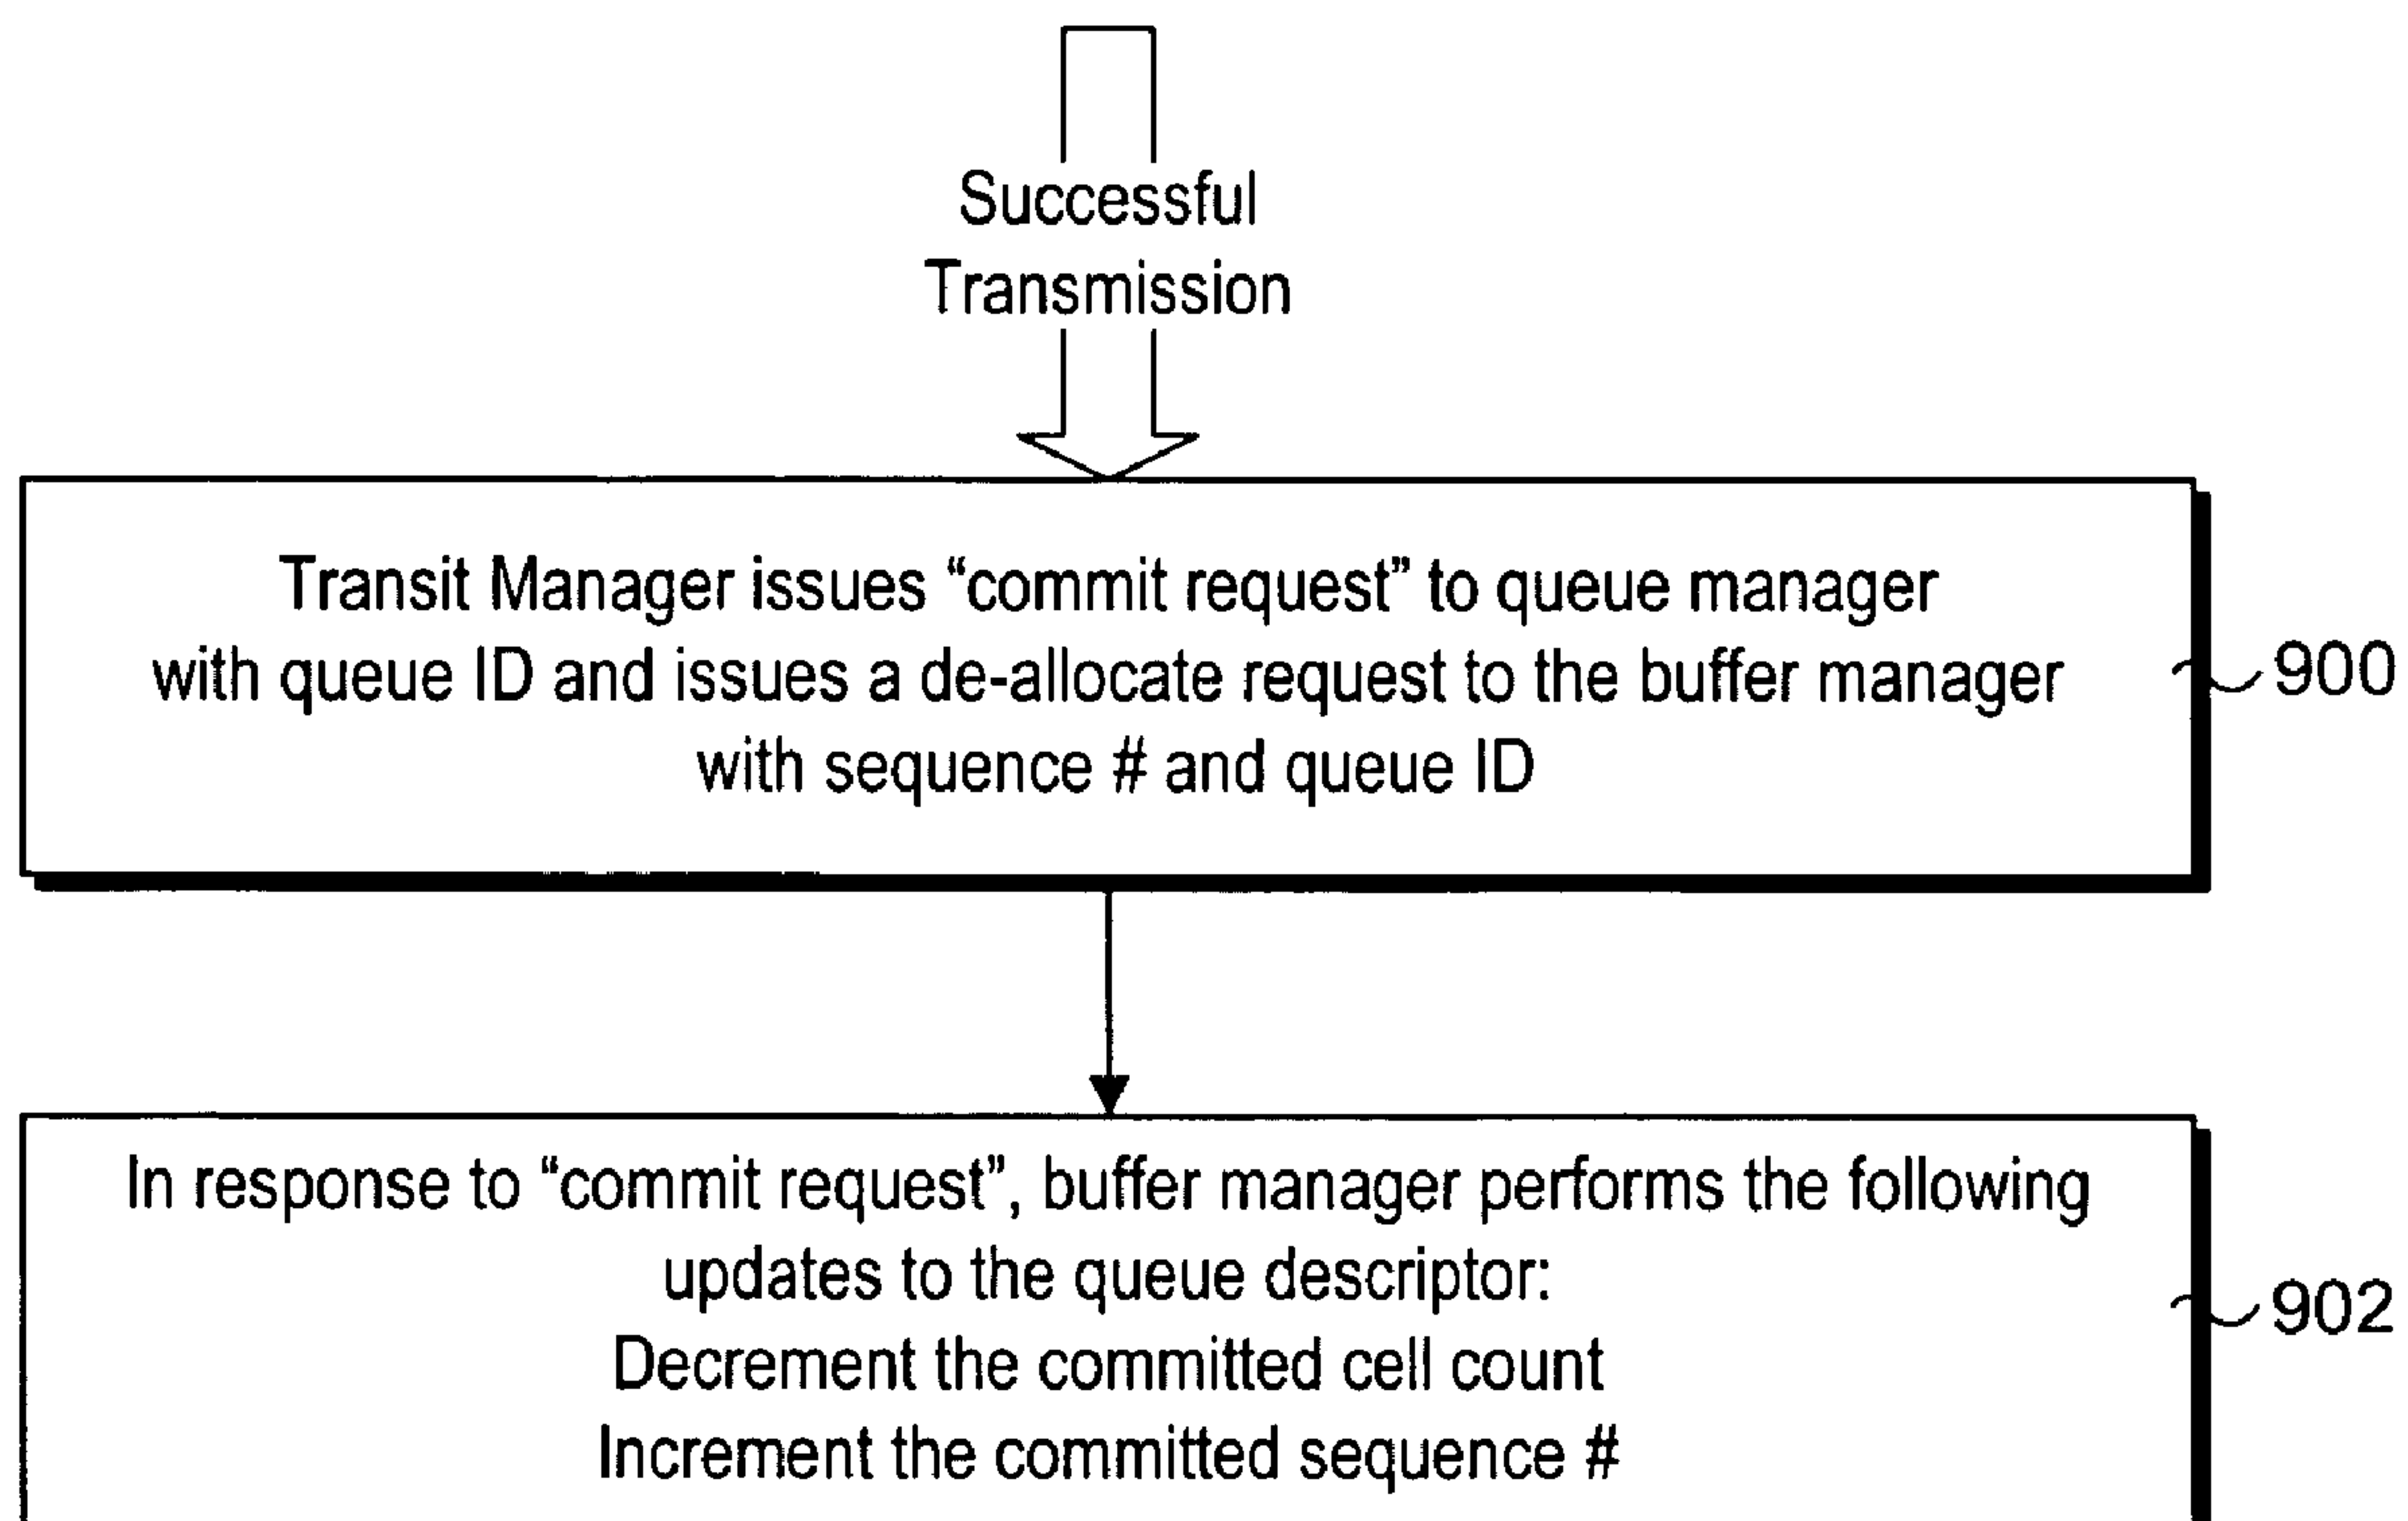 Successful
Transmission
Transit Manager issues “commit request” to queue manager
with queue ID and issues a de-allocate request to the buffer manager
with sequence # and queue ID
900
In response to “commit request”, buffer manager performs the following
updates to the queue descriptor:
Decrement the committed cell count
Increment the committed sequence #
902